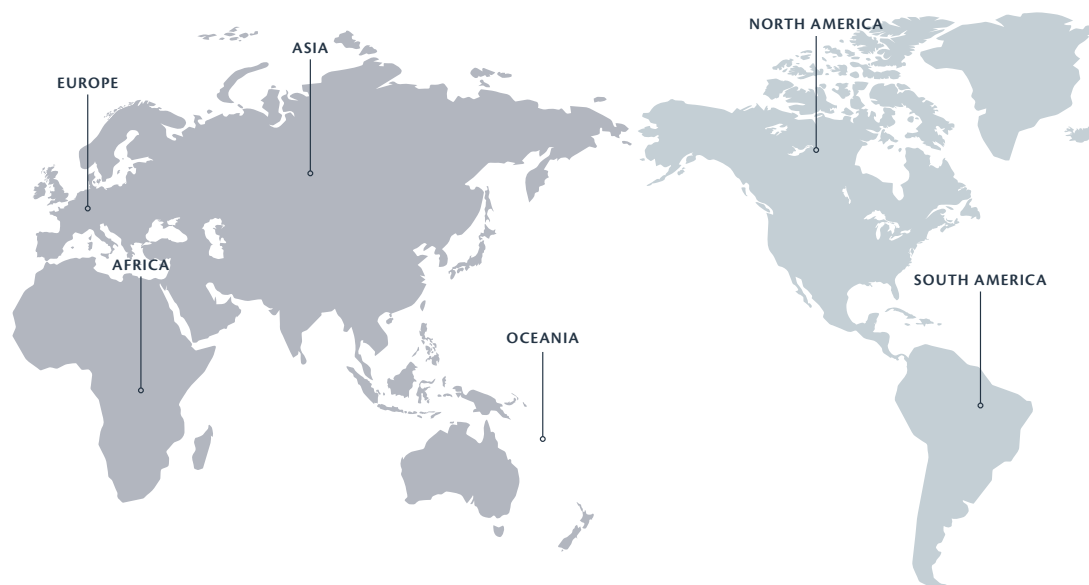 NORTH AMERICA
ASIA
EUROPE
AFRICA
SOUTH AMERICA
OCEANIA